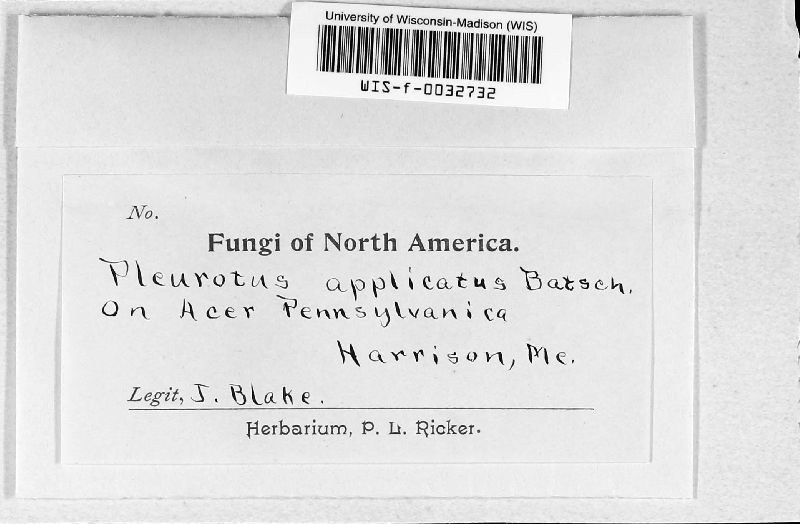 University of Wisconsin-Madison (WIS)
WIS-f-0032732
No.
Fungi of North America.
Pleurotus applicatus Batsch.
On Acer Pennsylvanica
Harrison, Me.
Legit, J. Blake.
Herbarium, P. L. Ricker.